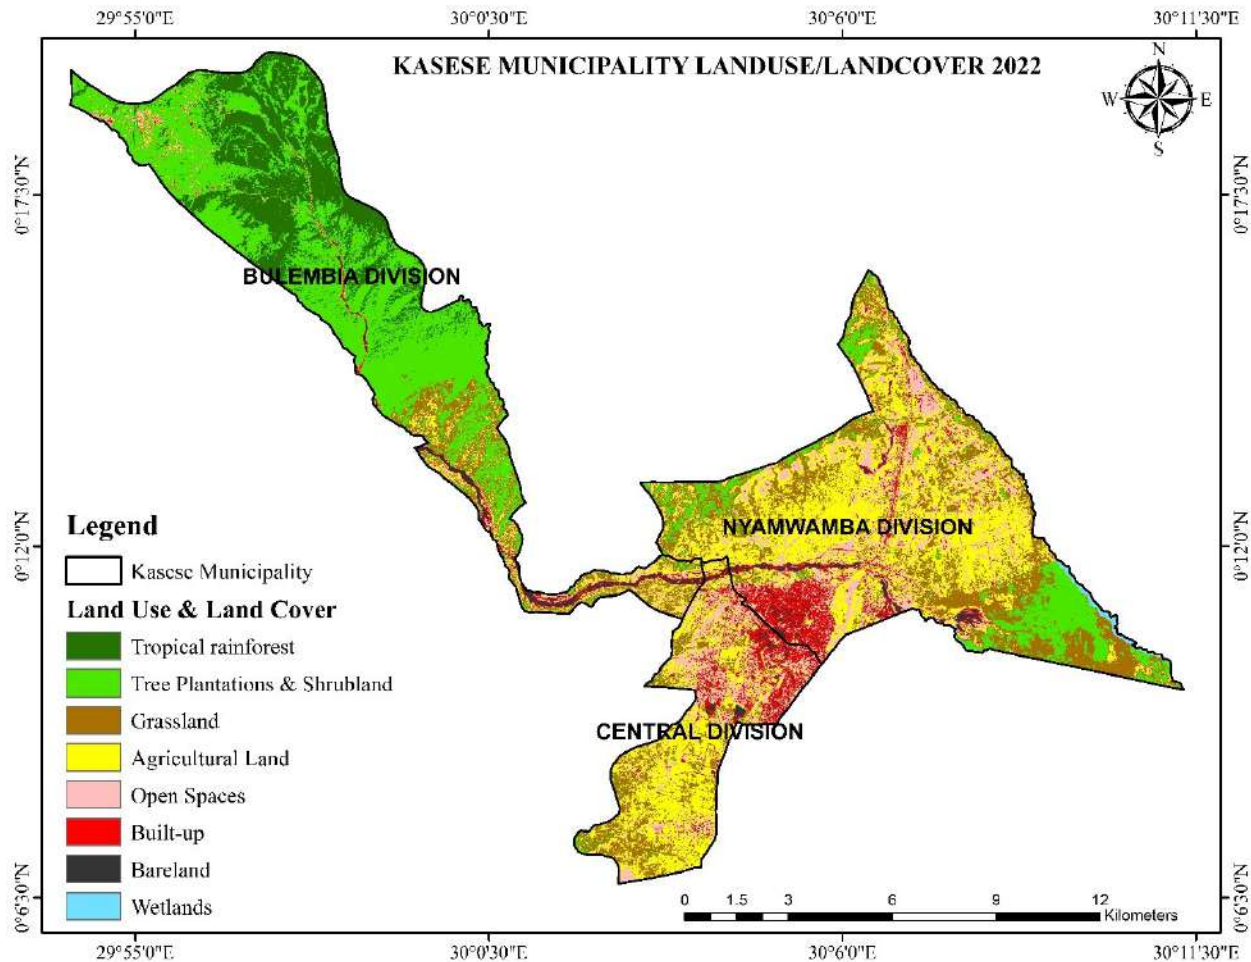 29°55'0"E 30°0'30"E 30°6'0"E 30°11'30"E
KASESE MUNICIPALITY LANDUSE/LANDCOVER 2022
N
W E
S
0°17'30"N 0°17'30"N
BULEMBIA DIVISION
NYAMWAMBA DIVISION
0°12'0"N 0°12'0"N
CENTRAL DIVISION
Legend
Kasese Municipality
Land Use & Land Cover
Tropical rainforest
Tree Plantations & Shrubland
Grassland
Agricultural Land
Open Spaces
Built-up
Bareland
Wetlands
0°6'30"N 0°6'30"N
0 1.5 3 6 9 12
Kilometers
29°55'0"E 30°0'30"E 30°6'0"E 30°11'30"E